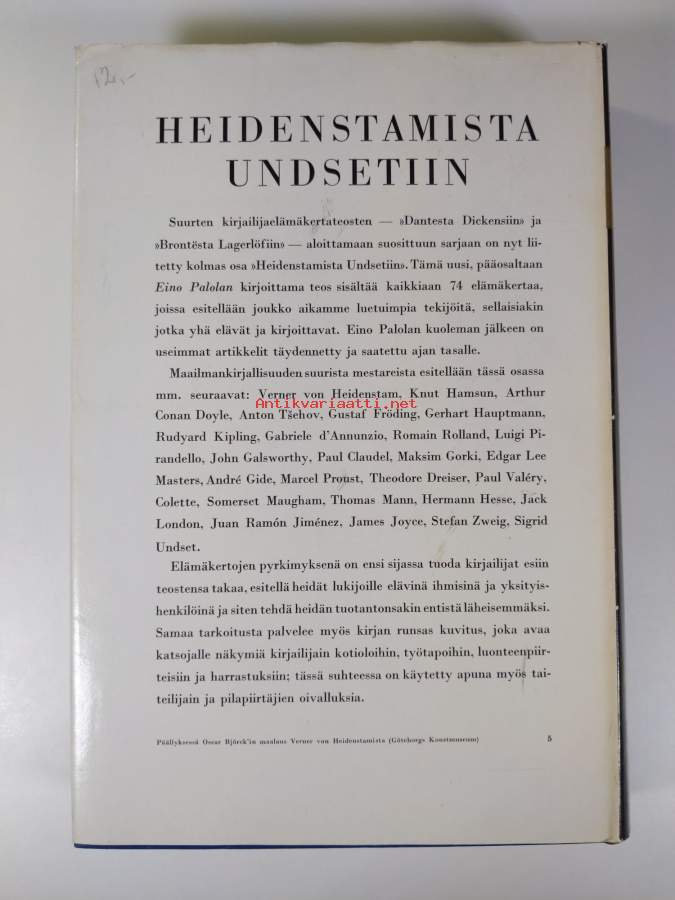 12,-
HEIDENSTAMISTA
UNDSETIIN
Suurten kirjailijaelämäkertateosten — »Dantesta Dickensiin» ja
»Brontësta Lagerlöfiin» — aloittamaan suosittuun sarjaan on nyt lii-
tetty kolmas osa »Heidenstamista Undsetiin». Tämä uusi, pääosaltaan
Eino Palolan kirjoittama teos sisältää kaikkiaan 74 elämäkertaa,
joissa esitellään joukko aikamme luetuimpia tekijöitä, sellaisiakin
jotka yhä elävät ja kirjoittavat. Eino Palolan kuoleman jälkeen on
useimmat artikkelit täydennetty ja saatettu ajan tasalle.
Maailmankirjallisuuden suurista mestareista esitellään tässä osassa
mm. seuraavat: Verner von Heidenstam, Knut Hamsun, Arthur
Antikvariaatti.net
Conan Doyle, Anton Tšehov, Gustaf Fröding, Gerhart Hauptmann,
Rudyard Kipling, Gabriele d'Annunzio, Romain Rolland, Luigi Pi-
randello, John Galsworthy, Paul Claudel, Maksim Gorki, Edgar Lee
Masters, André Gide, Marcel Proust, Theodore Dreiser, Paul Valéry,
Colette, Somerset Maugham, Thomas Mann, Hermann Hesse, Jack
London, Juan Ramón Jiménez, James Joyce, Stefan Zweig, Sigrid
Undset.
Elämäkertojen pyrkimyksenä on ensi sijassa tuoda kirjailijat esiin
teostensa takaa, esitellä heidät lukijoille elävinä ihmisinä ja yksityis-
henkilöinä ja siten tehdä heidän tuotantonsakin entistä läheisemmäksi.
Samaa tarkoitusta palvelee myös kirjan runsas kuvitus, joka avaa
katsojalle näkymiä kirjailijain kotioloihin, työtapoihin, luonteenpiir-
teisiin ja harrastuksiin; tässä suhteessa on käytetty apuna myös tai-
teilijain ja pilapiirtäjien oivalluksia.
Päällyksessä Oscar Björck'in maalaus Verner von Heidenstamista (Göteborgs Konstmuseum) 5